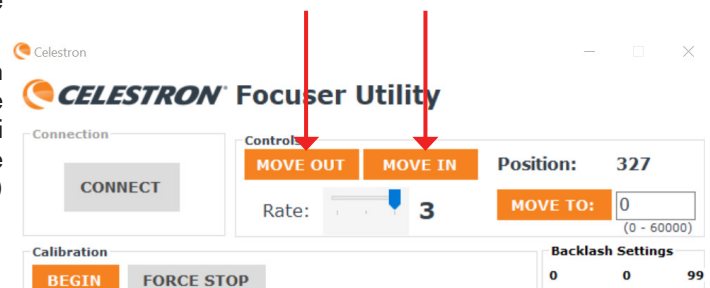 Celestron
CELESTRON Focuser Utility
Connection
CONNECT
Controls
MOVE OUT MOVE IN Position: 327
Rate: 3 MOVE TO: 0
(0 - 60000)
Calibration
BEGIN FORCE STOP
Backlash Settings
0 0 99